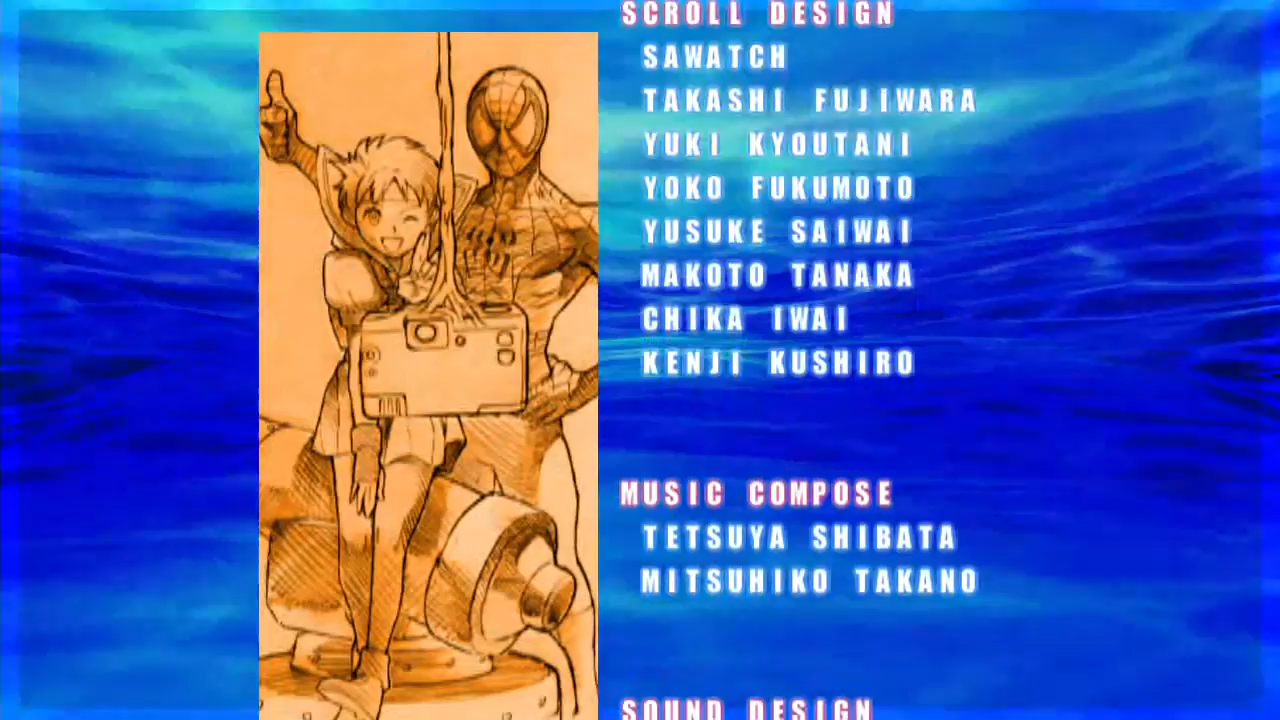 SCROLL DESIGN
SAWATCH
TAKASHI FUJIWARA
YUKI KYOUTANI
YOKO FUKUMOTO
YUSUKE SAIWAI
MAKOTO TANAKA
CHIKA IWAI
KENJI KUSHIRO
MUSIC COMPOSE
TETSUYA SHIBATA
MITSUHIKO TAKANO
SOUND DESIGN